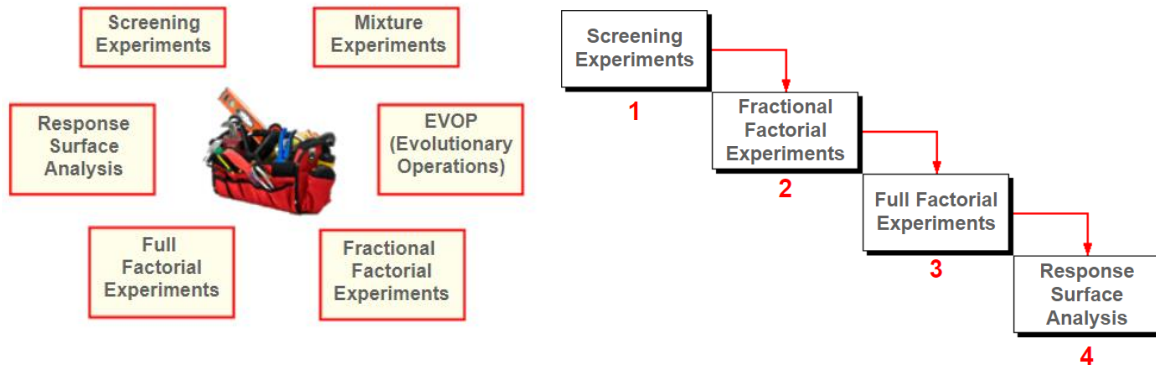 Screening
Experiments
Mixture
Experiments
Response
Surface
Analysis
EVOP
(Evolutionary
Operations)
Full
Factorial
Experiments
Fractional
Factorial
Experiments
Screening
Experiments
1
Fractional
Factorial
Experiments
2
Full Factorial
Experiments
3
Response
Surface
Analysis
4